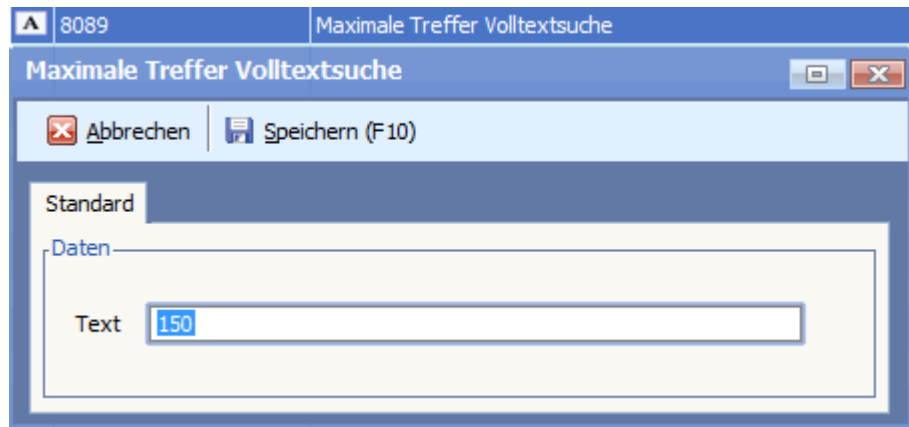 A 8089 Maximale Treffer Volltextsuche
Maximale Treffer Volltextsuche
Abbrechen Speichern (F10)
Standard
Daten
Text 150